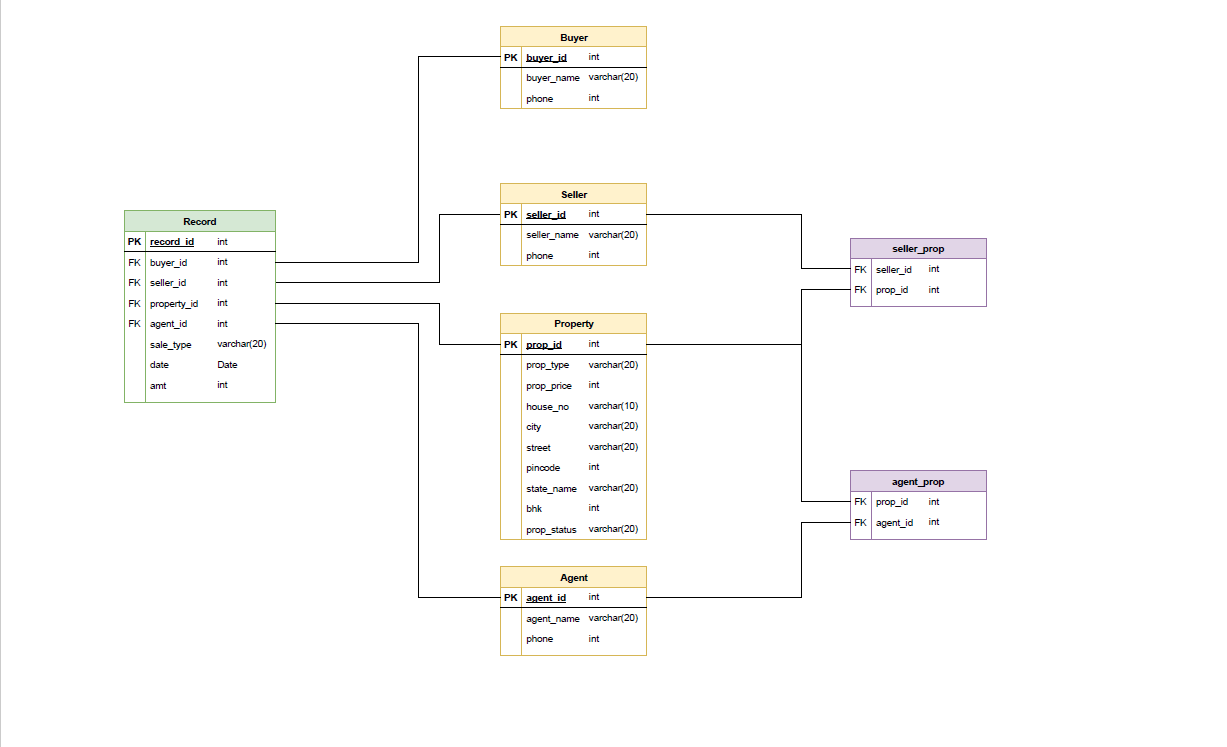 Buyer
PK buyer_id int
buyer_name varchar(20)
phone int
Seller
PK seller_id int
seller_name varchar(20)
phone int
Record
PK record_id int
FK buyer_id int
FK seller_id int
FK property_id int
FK agent_id int
sale_type varchar(20)
date Date
amt int
seller_prop
FK seller_id int
FK prop_id int
Property
PK prop_id int
prop_type varchar(20)
prop_price int
house_no varchar(10)
city varchar(20)
street varchar(20)
pincode int
state_name varchar(20)
bhk int
prop_status varchar(20)
agent_prop
FK prop_id int
FK agent_id int
Agent
PK agent_id int
agent_name varchar(20)
phone int